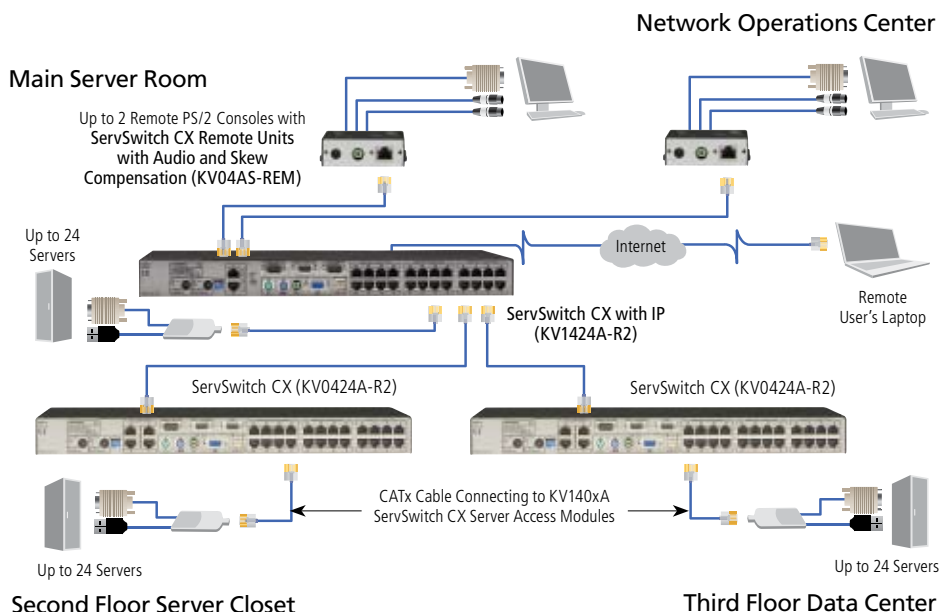 Network Operations Center
Main Server Room
Up to 2 Remote PS/2 Consoles with
ServSwitch CX Remote Units
with Audio and Skew
Compensation (KV04AS-REM)
Up to 24
Servers
Internet
Remote
User's Laptop
ServSwitch CX with IP
(KV1424A-R2)
ServSwitch CX (KV0424A-R2)
ServSwitch CX (KV0424A-R2)
CATx Cable Connecting to KV140xA
ServSwitch CX Server Access Modules
Up to 24 Servers
Up to 24 Servers
Second Floor Server Closet
Third Floor Data Center